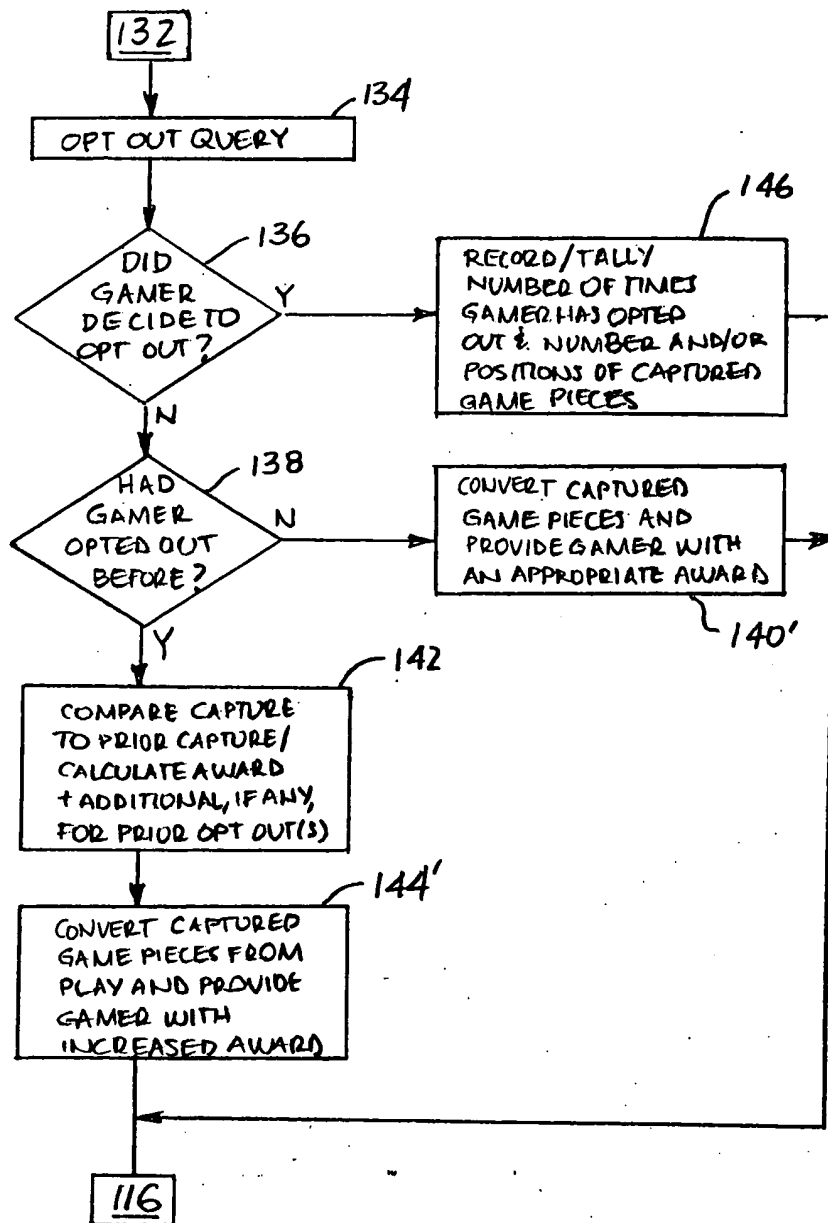 132
134
OPT OUT QUERY
136
DID
GAMER
DECIDE TO
OPT OUT?
Y
N
146
RECORD/TALLY
NUMBER OF TIMES
GAMER HAS OPTED
OUT & NUMBER AND/OR
POSITIONS OF CAPTURED
GAME PIECES
138
HAD
GAMER
OPTED OUT
BEFORE?
N
Y
CONVERT CAPTURED
GAME PIECES AND
PROVIDE GAMER WITH
AN APPROPRIATE AWARD
140'
142
COMPARE CAPTURE
TO PRIOR CAPTURE/
CALCULATE AWARD
+ ADDITIONAL, IF ANY,
FOR PRIOR OPT OUT(S)
144'
CONVERT CAPTURED
GAME PIECES FROM
PLAY AND PROVIDE
GAMER WITH
INCREASED AWARD
116